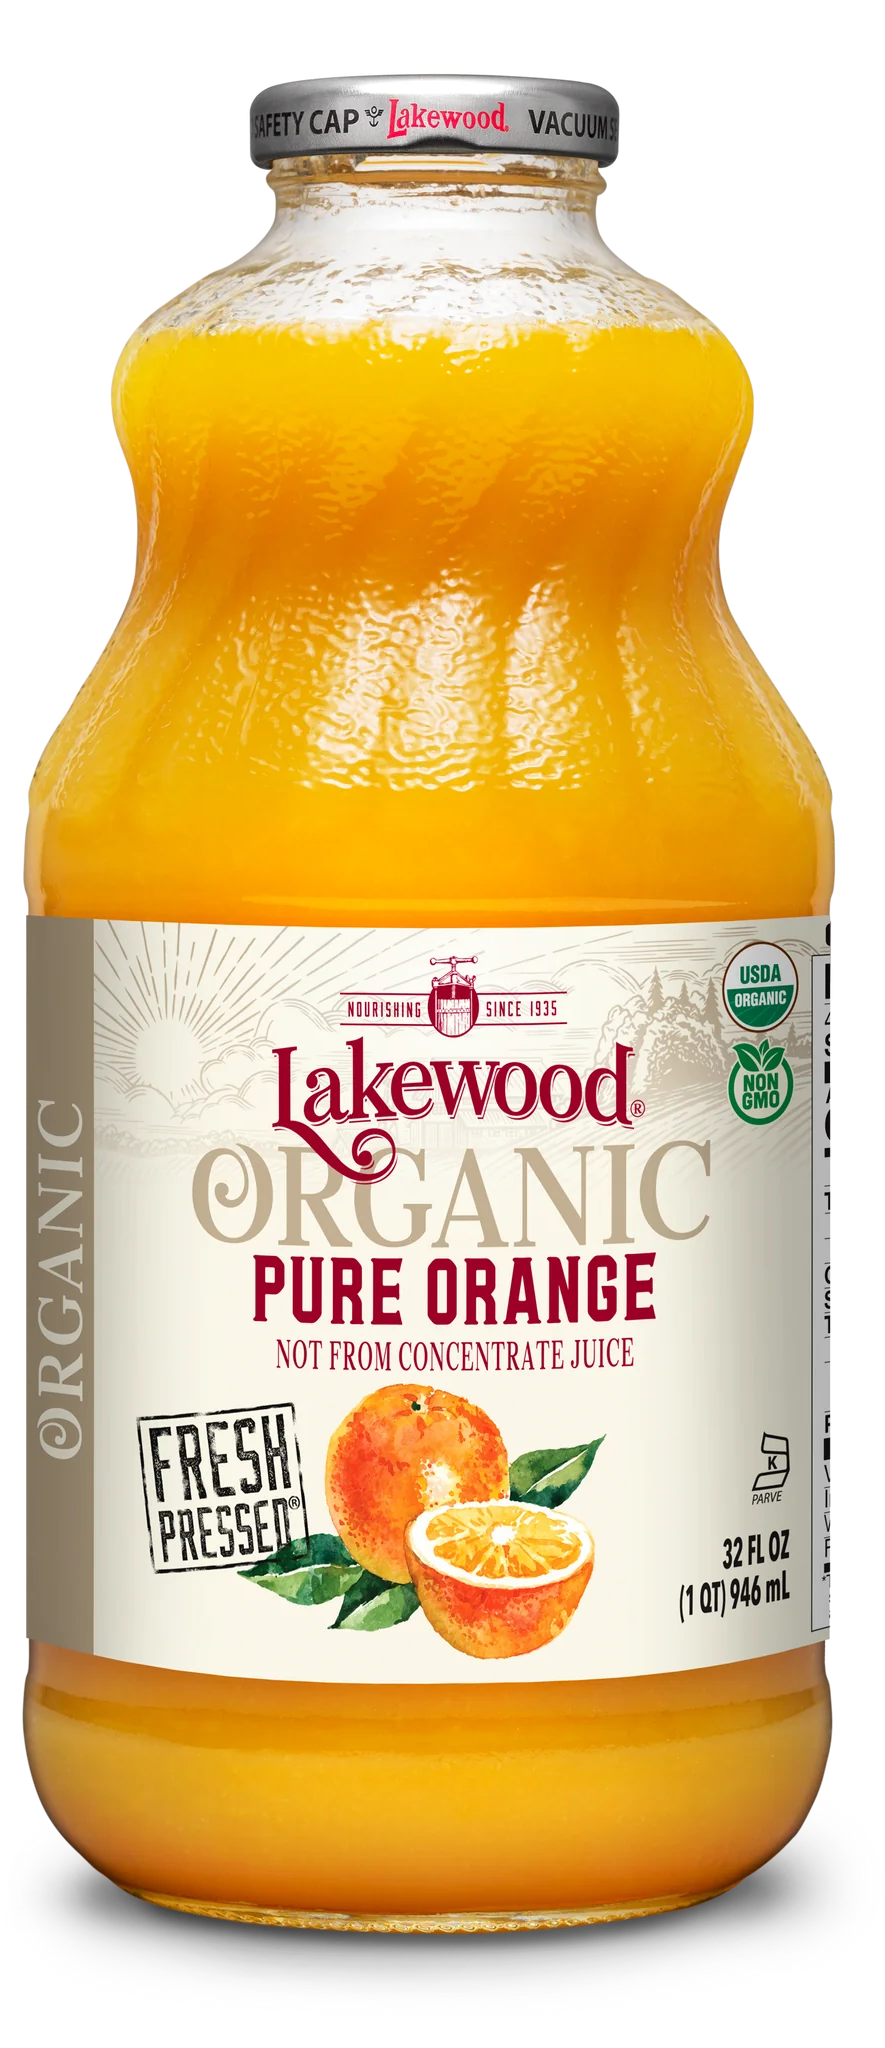 SAFETY CAP Lakewood® VACUUM
NOURISHING SINCE 1935
Lakewood®
ORGANIC
PURE ORANGE
NOT FROM CONCENTRATE JUICE
USDA
ORGANIC
NON
GMO
ORGANIC
FRESH
PRESSED®
K
PARVE
32 FL OZ
(1 QT) 946 mL